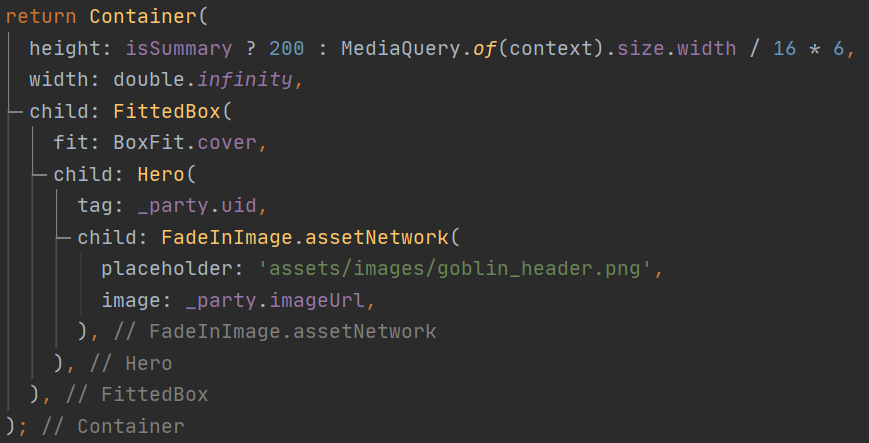 return Container(
height: isSummary ? 200 : MediaQuery.of(context).size.width / 16 * 6,
width: double.infinity,
child: FittedBox(
fit: BoxFit.cover,
child: Hero(
tag: _party.uid,
child: FadeInImage.assetNetwork(
placeholder: 'assets/images/goblin_header.png',
image: _party.imageUrl,
), // FadeInImage.assetNetwork
), // Hero
), // FittedBox
); // Container